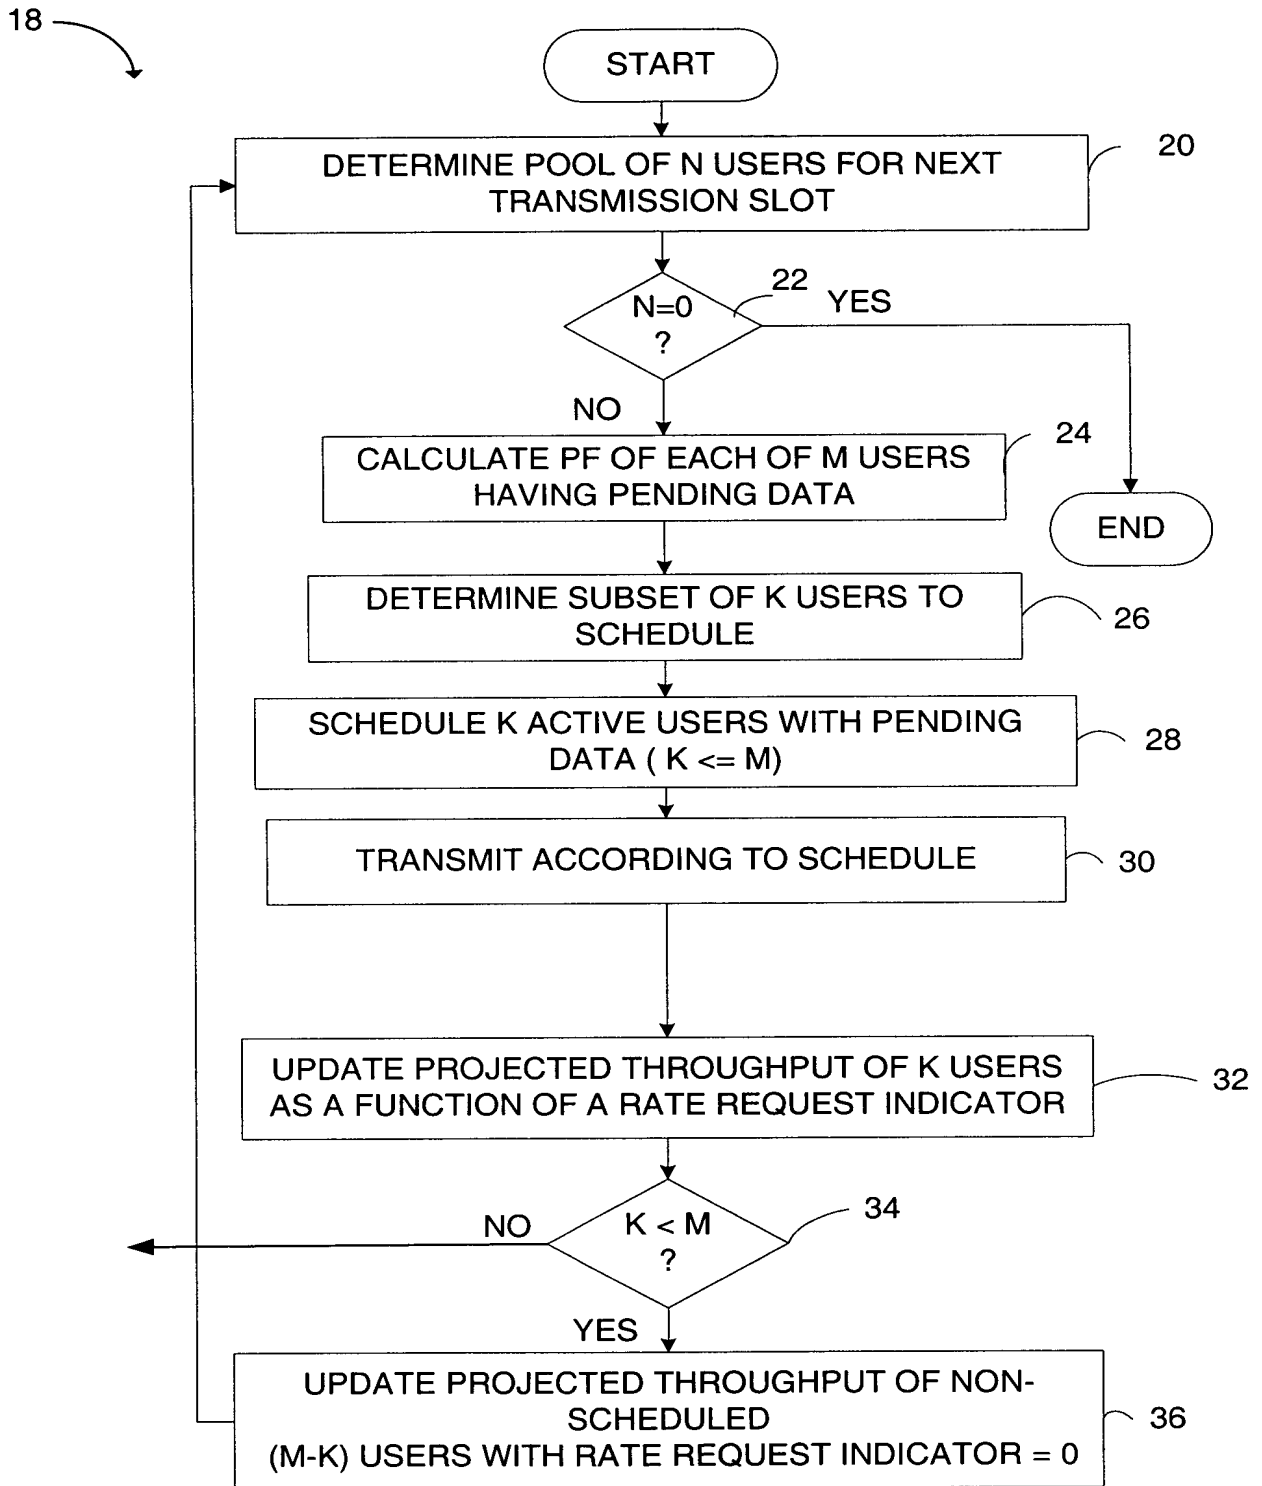 18
START
DETERMINE POOL OF N USERS FOR NEXT
TRANSMISSION SLOT
20
N=0
?
22
YES
NO
CALCULATE PF OF EACH OF M USERS
HAVING PENDING DATA
24
END
DETERMINE SUBSET OF K USERS TO
SCHEDULE
26
SCHEDULE K ACTIVE USERS WITH PENDING
DATA ( K <= M)
28
TRANSMIT ACCORDING TO SCHEDULE
30
UPDATE PROJECTED THROUGHPUT OF K USERS
AS A FUNCTION OF A RATE REQUEST INDICATOR
32
K < M
?
34
NO
YES
UPDATE PROJECTED THROUGHPUT OF NON-
SCHEDULED
(M-K) USERS WITH RATE REQUEST INDICATOR = 0
36